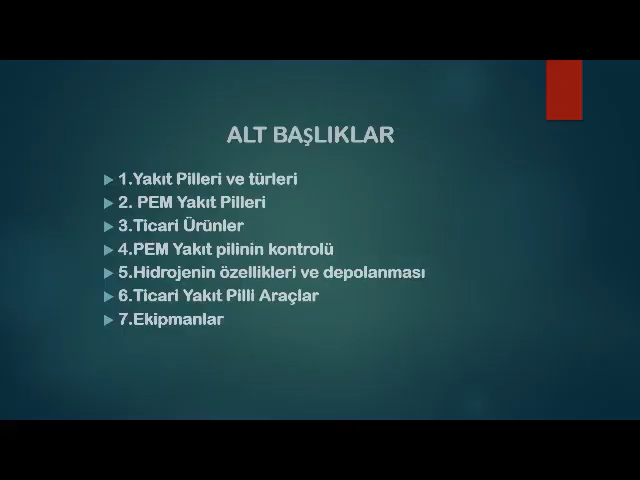 ALT BAŞLIKLAR
1.Yakıt Pilleri ve türleri
2. PEM Yakıt Pilleri
3.Ticari Ürünler
4.PEM Yakıt pilinin kontrolü
5.Hidrojenin özellikleri ve depolanması
6.Ticari Yakıt Pilli Araçlar
7.Ekipmanlar